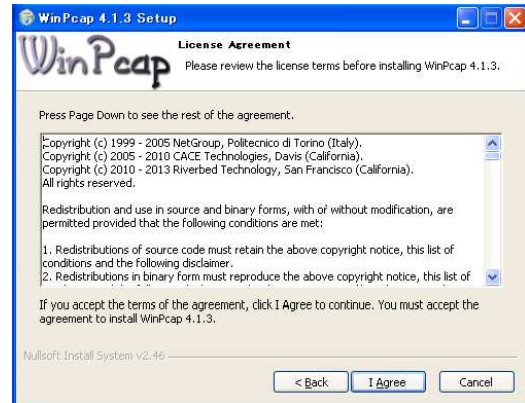 WinPcap 4.1.3 Setup
WinPcap
License Agreement
Please review the license terms before installing WinPcap 4.1.3.
Press Page Down to see the rest of the agreement.
Copyright (c) 1999 - 2005 NetGroup, Politecnico di Torino (Italy).
Copyright (c) 2005 - 2010 CACE Technologies, Davis (California).
Copyright (c) 2010 - 2013 Riverbed Technology, San Francisco (California).
All rights reserved.
Redistribution and use in source and binary forms, with or without modification, are
permitted provided that the following conditions are met:
1. Redistributions of source code must retain the above copyright notice, this list of
conditions and the following disclaimer.
2. Redistributions in binary form must reproduce the above copyright notice, this list of
If you accept the terms of the agreement, click I Agree to continue. You must accept the
agreement to install WinPcap 4.1.3.
Nullsoft Install System v2.46
< Back
I Agree
Cancel